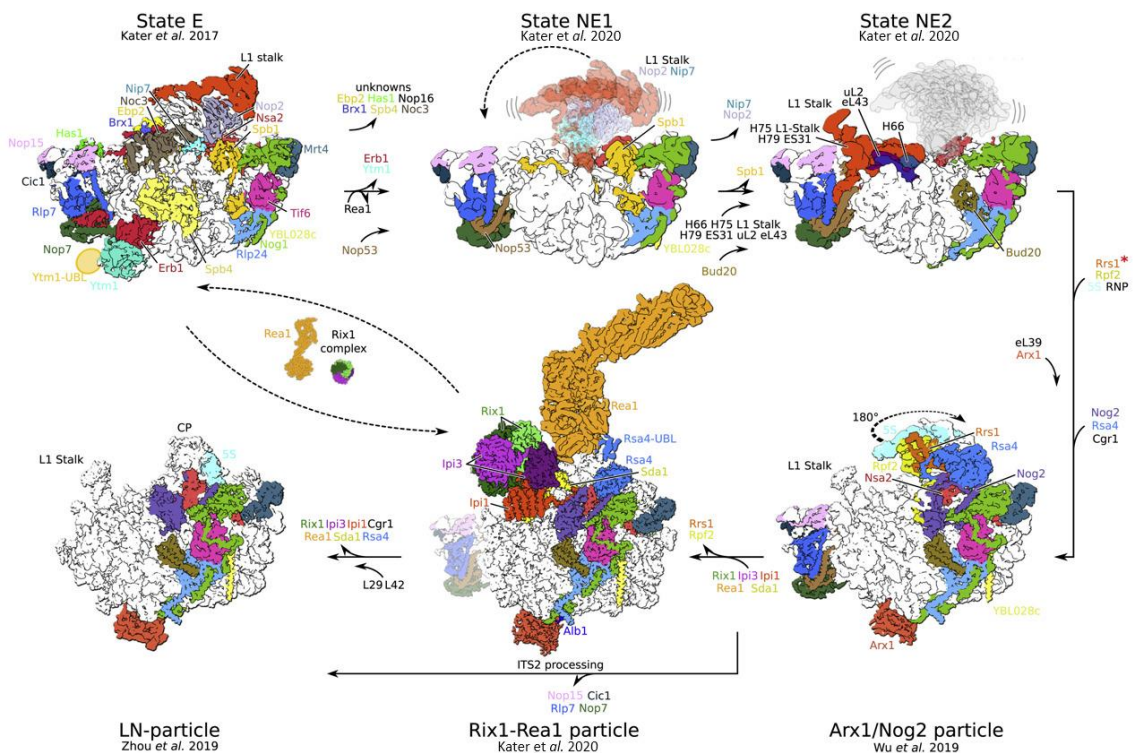 State E
Kater et al. 2017
State NE1
Kater et al. 2020
State NE2
Kater et al. 2020
L1 stalk
Nip7
Noc3
Ebp2
Brx1
Has1
Nop15
Cic1
Rlp7
Nop7
Ytm1-UBL
Ytm1
Erb1
Spb4
Rlp24
Nog1
YBL028c
Tif6
Mrt4
Nop2
Nsa2
Spb1
unknowns
Ebp2 Has1 Nop16
Brx1 Spb4 Noc3
Erb1
Ytm1
Rea1
Nop53
L1 Stalk
Nop2 Nip7
Spb1
Nop53
Nip7
Nop2
Spb1
H66 H75 L1 Stalk
H79 ES31 uL2 eL43
Bud20
uL2
eL43
L1 Stalk
H75 L1-Stalk
H79 ES31
H66
Bud20
Rrs1*
Rpf2
5S RNP
eL39
Arx1
Nog2
Rsa4
Cgr1
Rea1
Rix1
complex
CP
5S
L1 Stalk
Rix1 Ipi3 Ipi1 Cgr1
Rea1 Sda1 Rsa4
L29 L42
Rix1
Ipi3
Ipi1
Rea1
Rsa4-UBL
Rsa4
Sda1
Alb1
Rrs1
Rpf2
Rix1 Ipi3 Ipi1
Rea1 Sda1
180°
5S
Rrs1
Rpf2
Rsa4
Nsa2
Nog2
L1 Stalk
YBL028c
Arx1
ITS2 processing
Nop15 Cic1
Rlp7 Nop7
LN-particle
Zhou et al. 2019
Rix1-Rea1 particle
Kater et al. 2020
Arx1/Nog2 particle
Wu et al. 2019